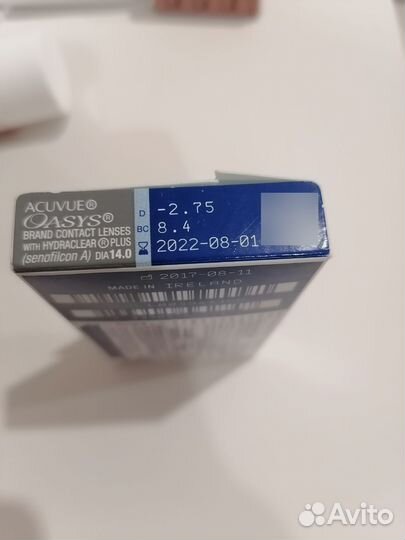 ACUVUE®
OASYS®
BRAND CONTACT LENSES
WITH HYDRACLEAR® PLUS
(senofilcon A) DIA14.0
D -2.75
BC 8.4
2022-08-01
2017-08-11
MADE IN IRELAND
Avito